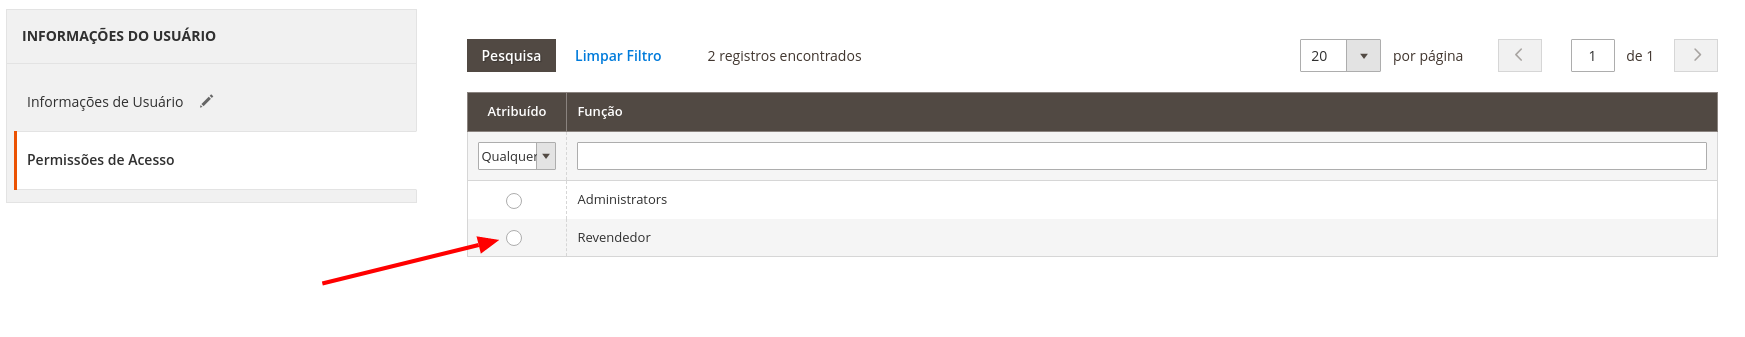 INFORMAÇÕES DO USUÁRIO
Informações de Usuário
Permissões de Acesso
Pesquisa Limpar Filtro 2 registros encontrados 20 por página 1 de 1
Atribuído Função
Qualquer
Administrators
Revendedor